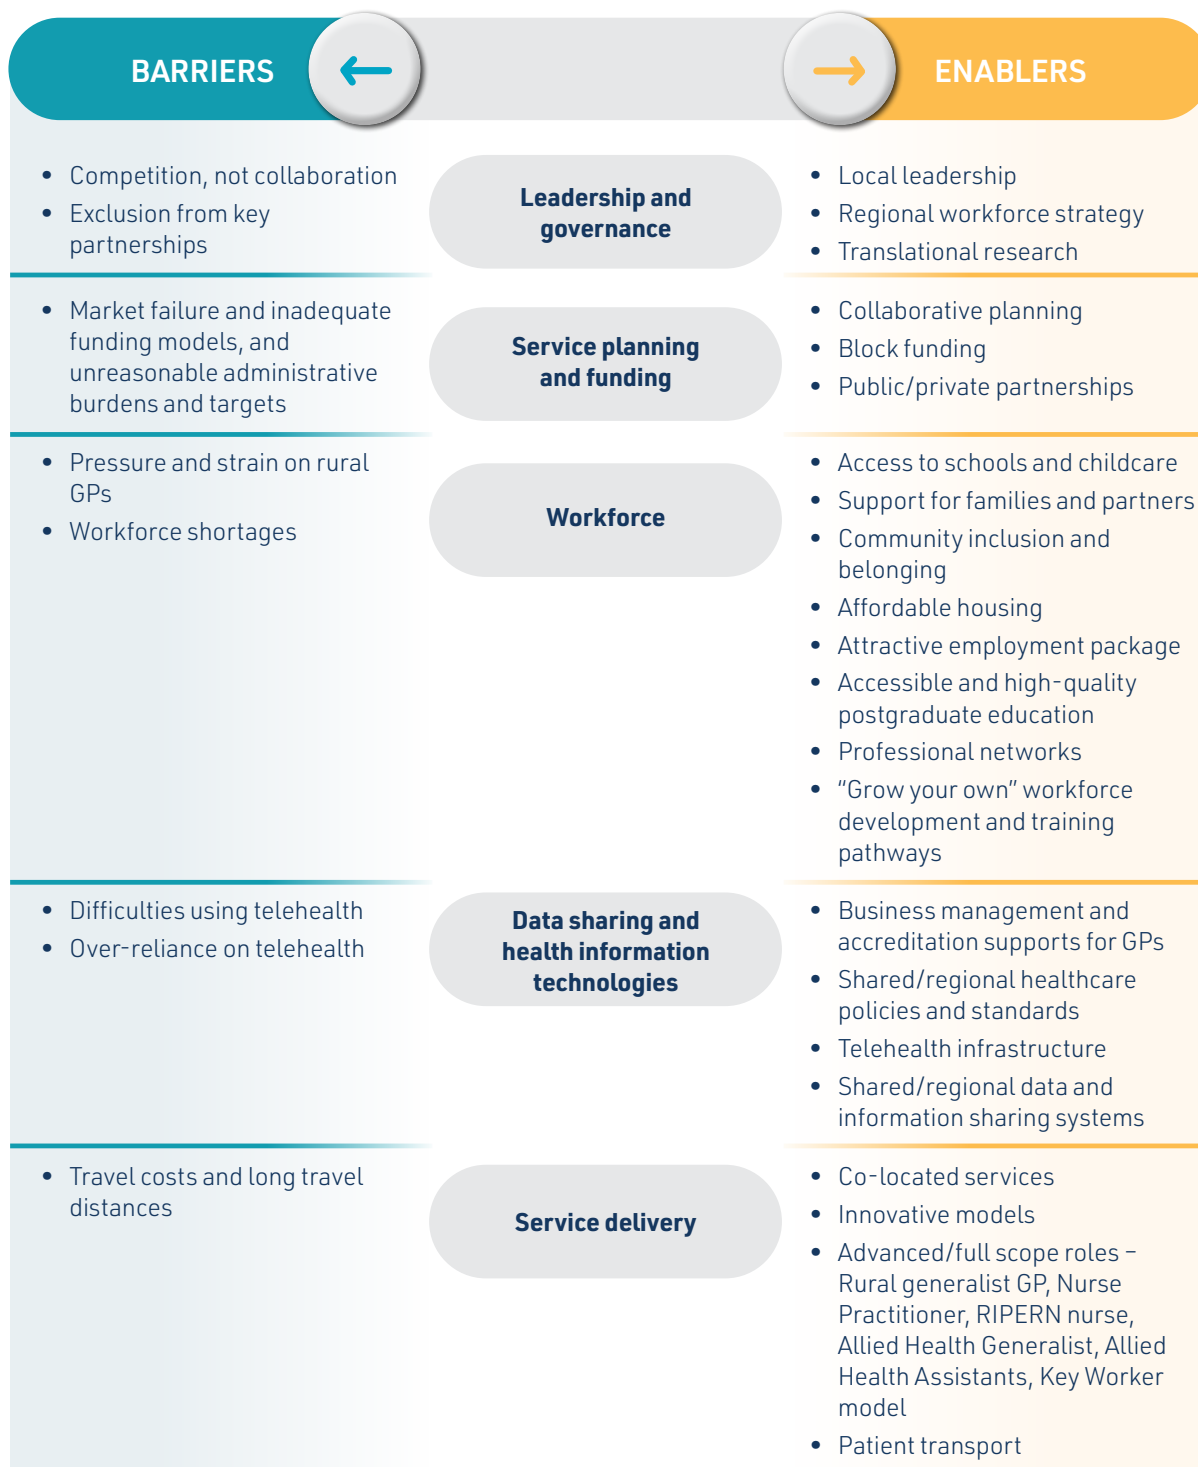 BARRIERS
ENABLERS
• Competition, not collaboration
• Exclusion from key
partnerships
Leadership and
governance
• Local leadership
• Regional workforce strategy
• Translational research
• Market failure and inadequate
funding models, and
unreasonable administrative
burdens and targets
Service planning
and funding
• Collaborative planning
• Block funding
• Public/private partnerships
• Pressure and strain on rural
GPs
• Workforce shortages
Workforce
• Access to schools and childcare
• Support for families and partners
• Community inclusion and
belonging
• Affordable housing
• Attractive employment package
• Accessible and high-quality
postgraduate education
• Professional networks
• “Grow your own” workforce
development and training
pathways
• Difficulties using telehealth
• Over-reliance on telehealth
Data sharing and
health information
technologies
• Business management and
accreditation supports for GPs
• Shared/regional healthcare
policies and standards
• Telehealth infrastructure
• Shared/regional data and
information sharing systems
• Travel costs and long travel
distances
Service delivery
• Co-located services
• Innovative models
• Advanced/full scope roles –
Rural generalist GP, Nurse
Practitioner, RIPERN nurse,
Allied Health Generalist, Allied
Health Assistants, Key Worker
model
• Patient transport